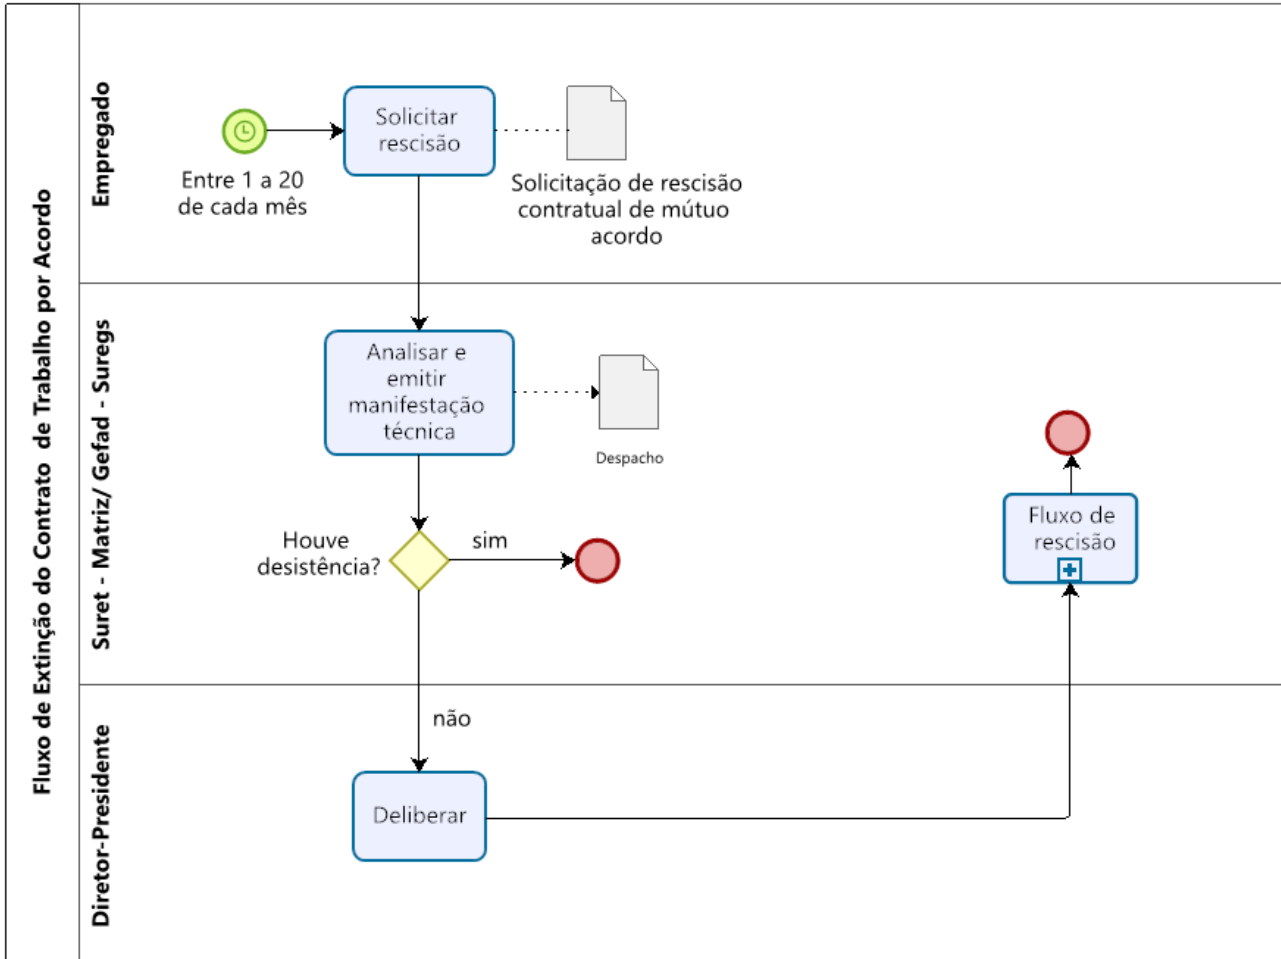 Fluxo de Extinção do Contrato  de Trabalho por Acordo
Empregado
Solicitar
rescisão
Entre 1 a 20
de cada mês
Solicitação de rescisão
contratual de mútuo
acordo
Suret - Matriz/ Gefad - Suregs
Analisar e
emitir
manifestação
técnica
Despacho
Houve
desistência?
sim
Fluxo de
rescisão
não
Diretor-Presidente
Deliberar